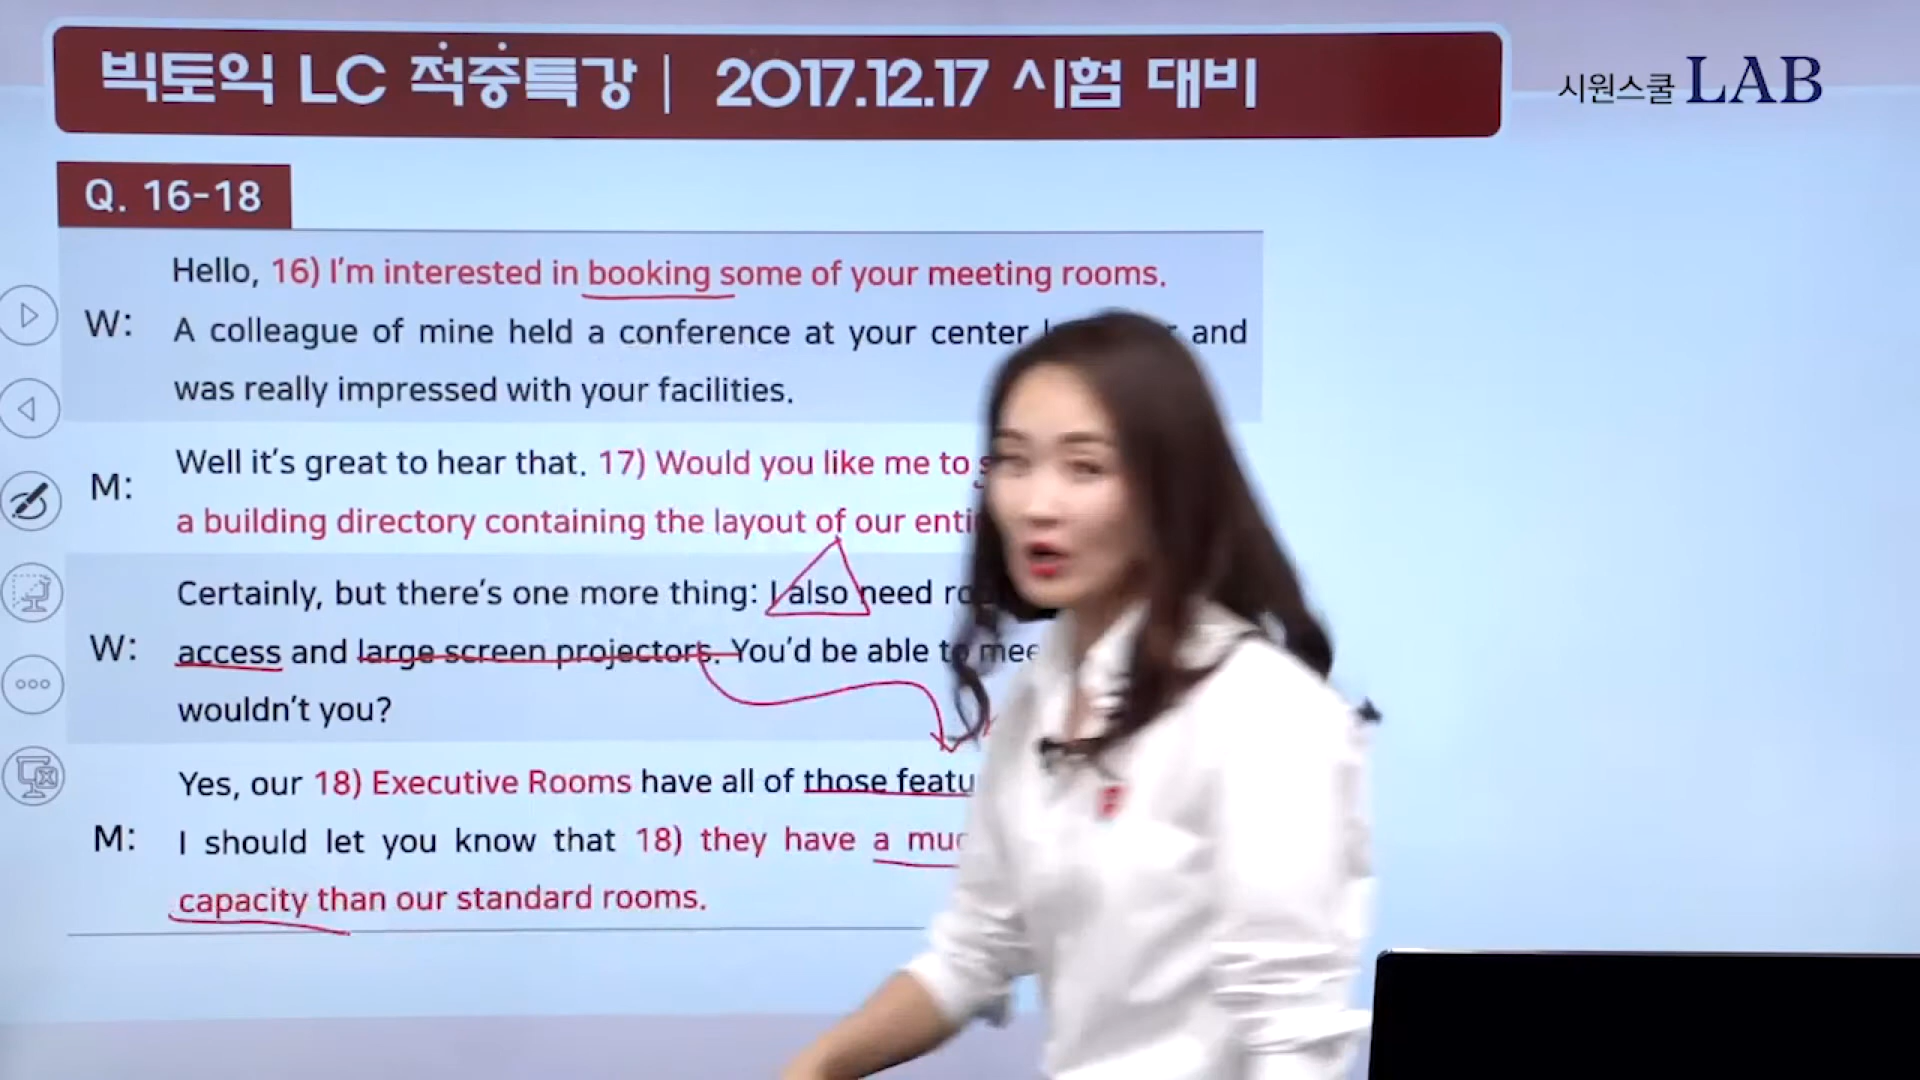 빅토익 LC 적중특강 | 2017.12.17 시험 대비
시원스쿨 LAB
Q. 16-18
Hello, 16) I'm interested in booking some of your meeting rooms.
W: A colleague of mine held a conference at your center and
was really impressed with your facilities.
M: Well it's great to hear that. 17) Would you like me to
a building directory containing the layout of our
Certainly, but there's one more thing: I also need
W: access and large screen projectors. You'd be able to
wouldn't you?
Yes, our 18) Executive Rooms have all of those
M: I should let you know that 18) they have a
capacity than our standard rooms.